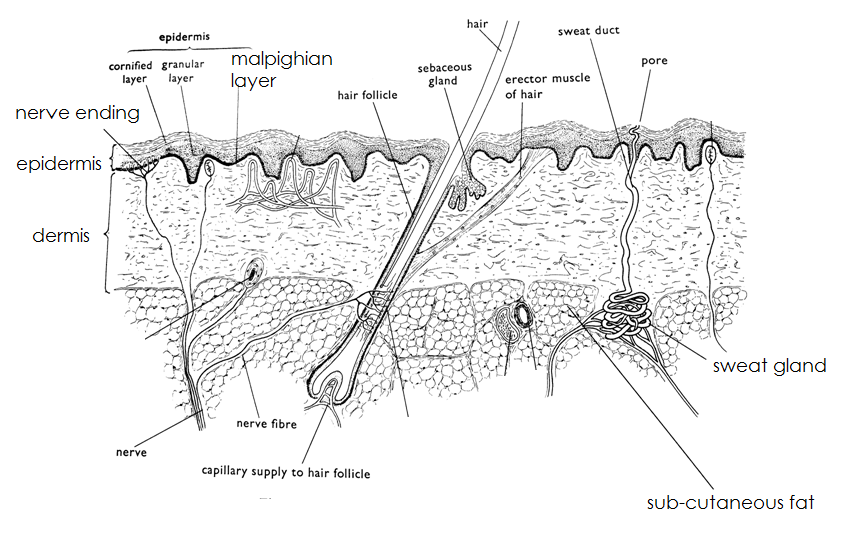 hair
sweat duct
epidermis
cornified
layer
granular
layer
malpighian
layer
sebaceous
gland
pore
hair follicle
erector muscle
of hair
nerve ending
epidermis
dermis
sweat gland
nerve fibre
nerve
capillary supply to hair follicle
sub-cutaneous fat